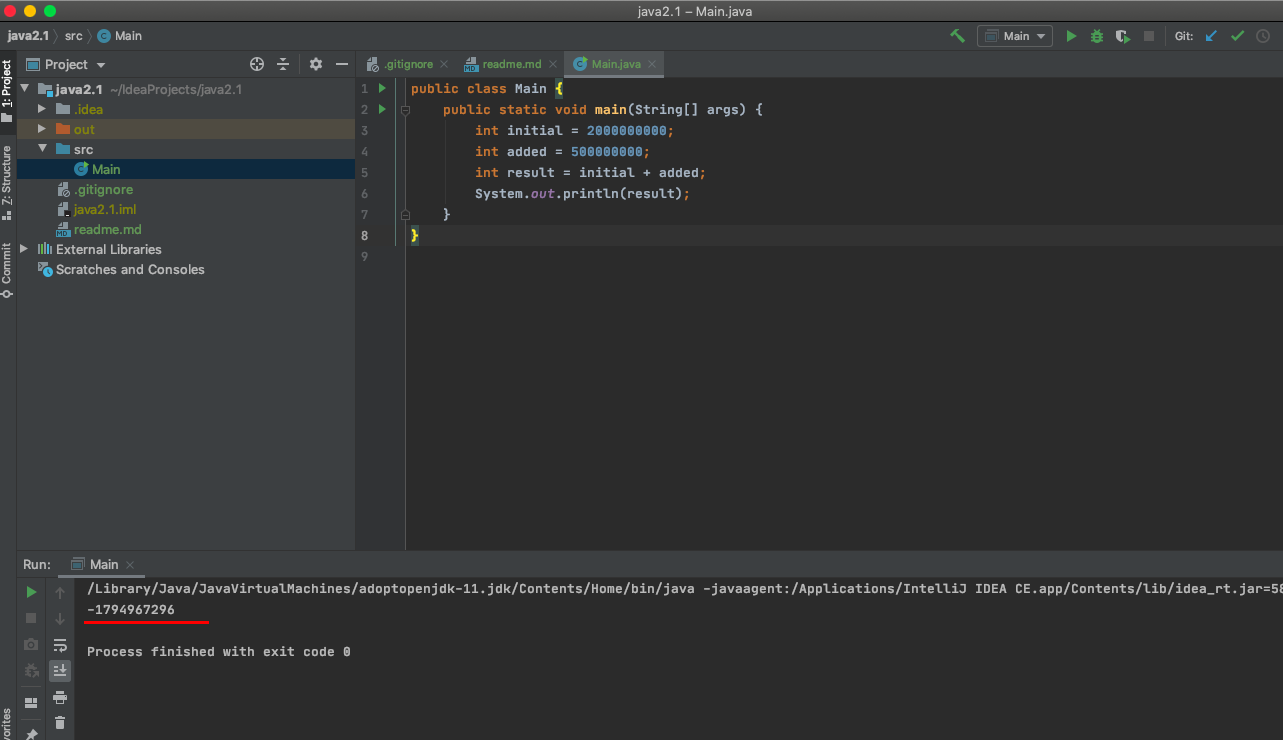 java2.1 – Main.java
java2.1 src Main
Main Git:
1: Project
Z: Structure
Commit
Project
java2.1 ~/IdeaProjects/java2.1
.idea
out
src
Main
.gitignore
java2.1.iml
readme.md
External Libraries
Scratches and Consoles
.gitignore readme.md Main.java
1 public class Main {
2 public static void main(String[] args) {
3 int initial = 2000000000;
4 int added = 500000000;
5 int result = initial + added;
6 System.out.println(result);
7 }
8 }
9
Run: Main
/Library/Java/JavaVirtualMachines/adoptopenjdk-11.jdk/Contents/Home/bin/java -javaagent:/Applications/IntelliJ IDEA CE.app/Contents/lib/idea_rt.jar=58
-1794967296
Process finished with exit code 0
vorites